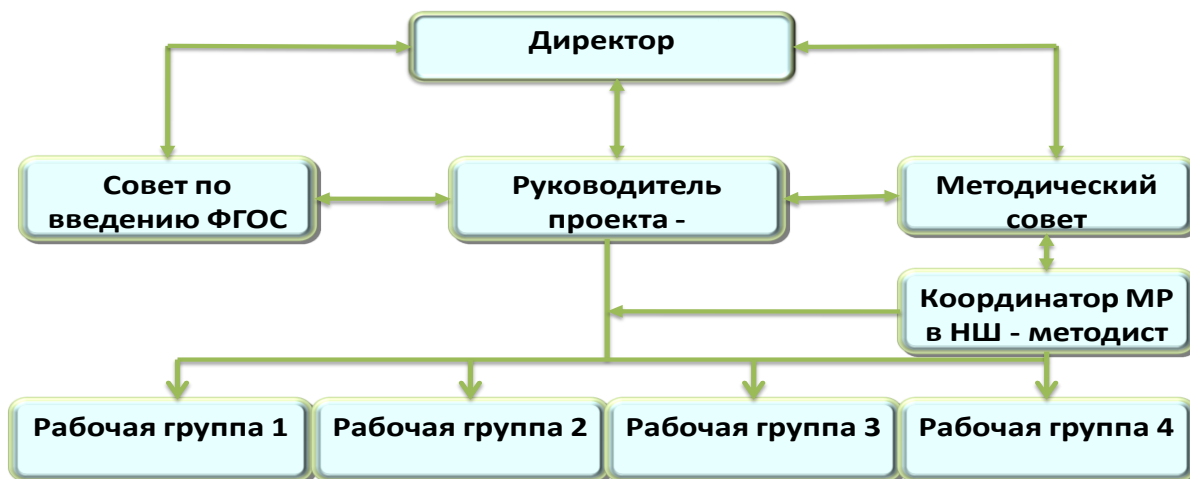 Директор
Совет по
введению ФГОС
Руководитель
проекта -
Методический
совет
Координатор МР
в НШ - методист
Рабочая группа 1
Рабочая группа 2
Рабочая группа 3
Рабочая группа 4